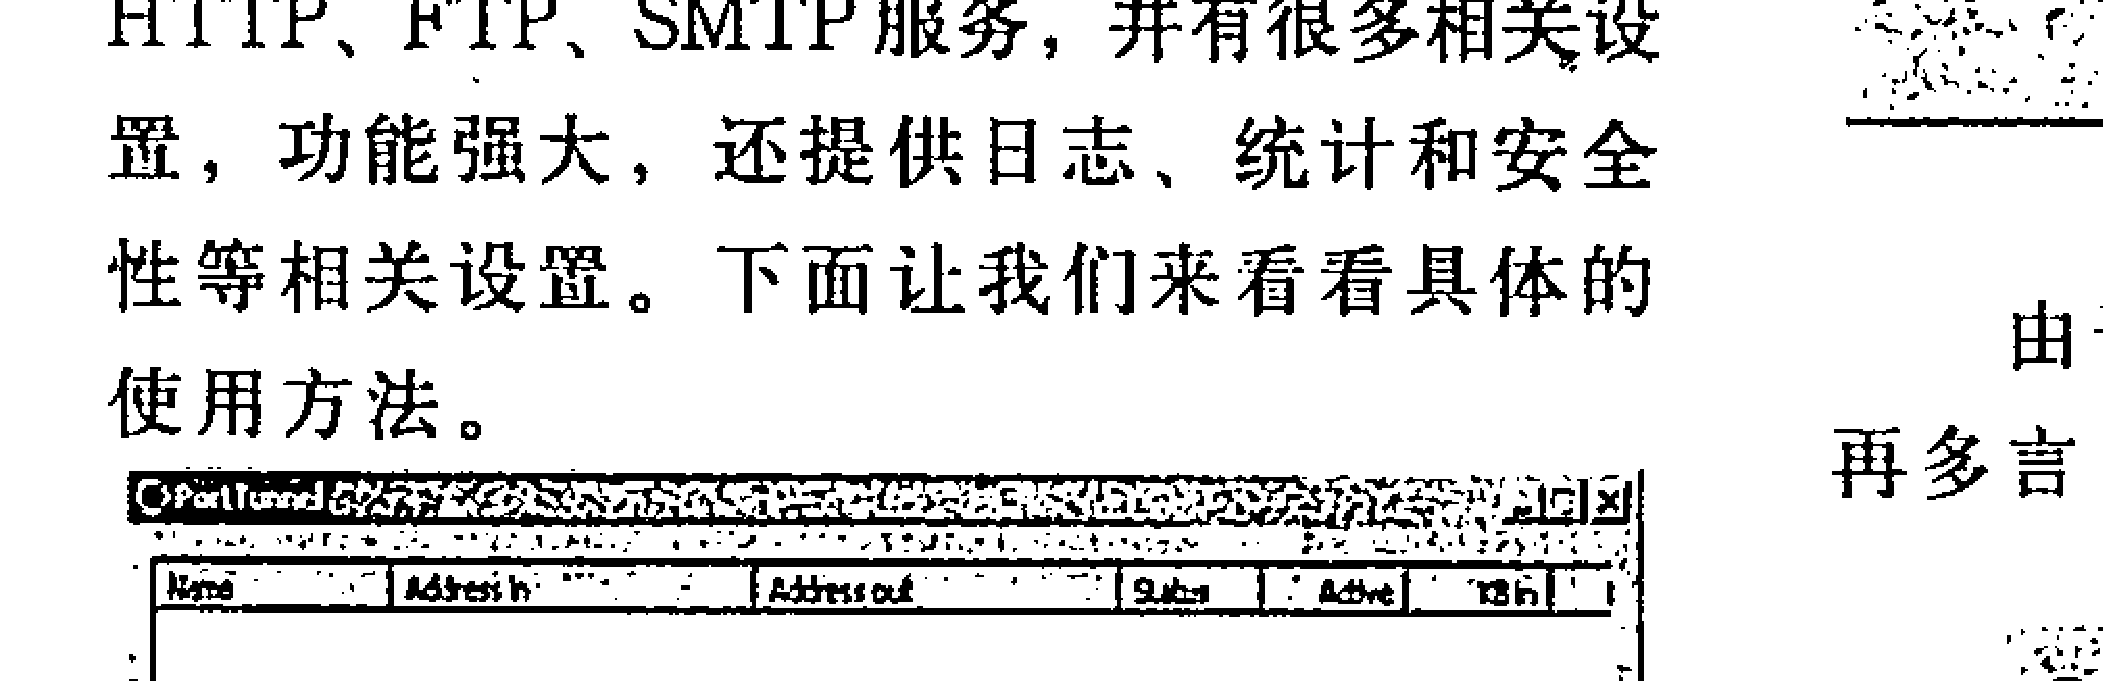 HTTP、FTP、SMTP服务，并有很多相关设
置，功能强大，还提供日志、统计和安全
性等相关设置。下面让我们来看看具体的
使用方法。
PortTunnel
Name Address in Address out Status Active KB in
由
再多言